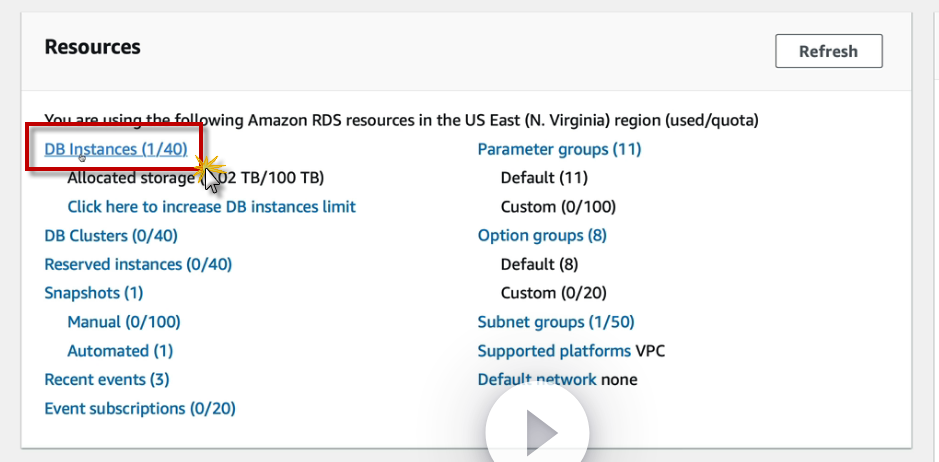 Resources
Refresh
You are using the following Amazon RDS resources in the US East (N. Virginia) region (used/quota)
DB Instances (1/40)
Allocated storage 02 TB/100 TB)
Click here to increase DB instances limit
DB Clusters (0/40)
Reserved instances (0/40)
Snapshots (1)
Manual (0/100)
Automated (1)
Recent events (3)
Event subscriptions (0/20)
Parameter groups (11)
Default (11)
Custom (0/100)
Option groups (8)
Default (8)
Custom (0/20)
Subnet groups (1/50)
Supported platforms VPC
Default network none